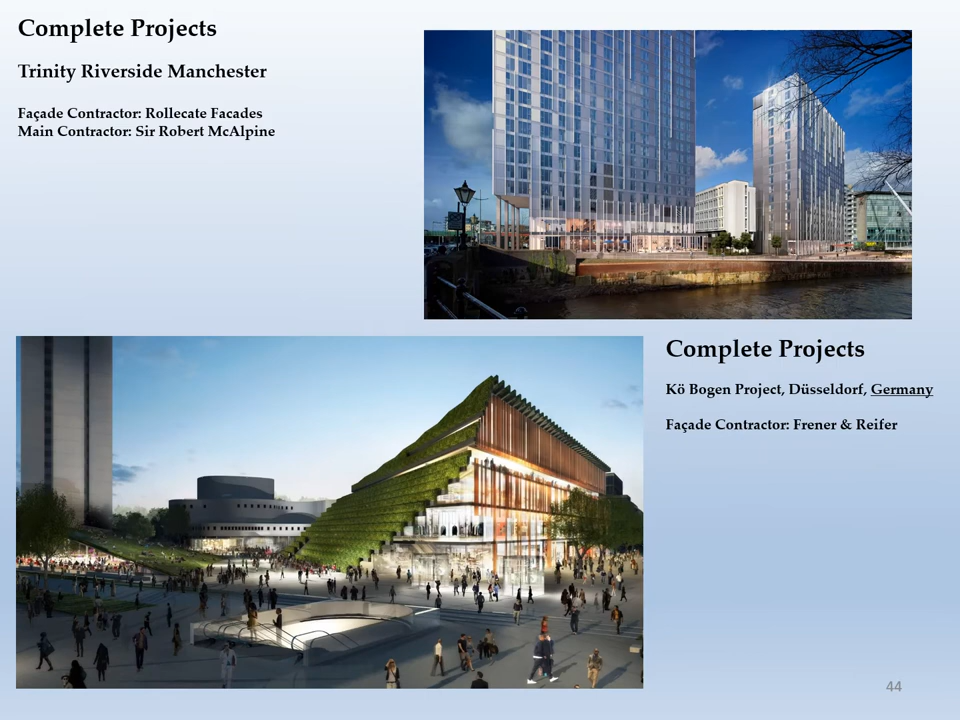 Complete Projects
Trinity Riverside Manchester
Façade Contractor: Rollecate Facades
Main Contractor: Sir Robert McAlpine
Complete Projects
Kö Bogen Project, Düsseldorf, Germany
Façade Contractor: Frener & Reifer
44